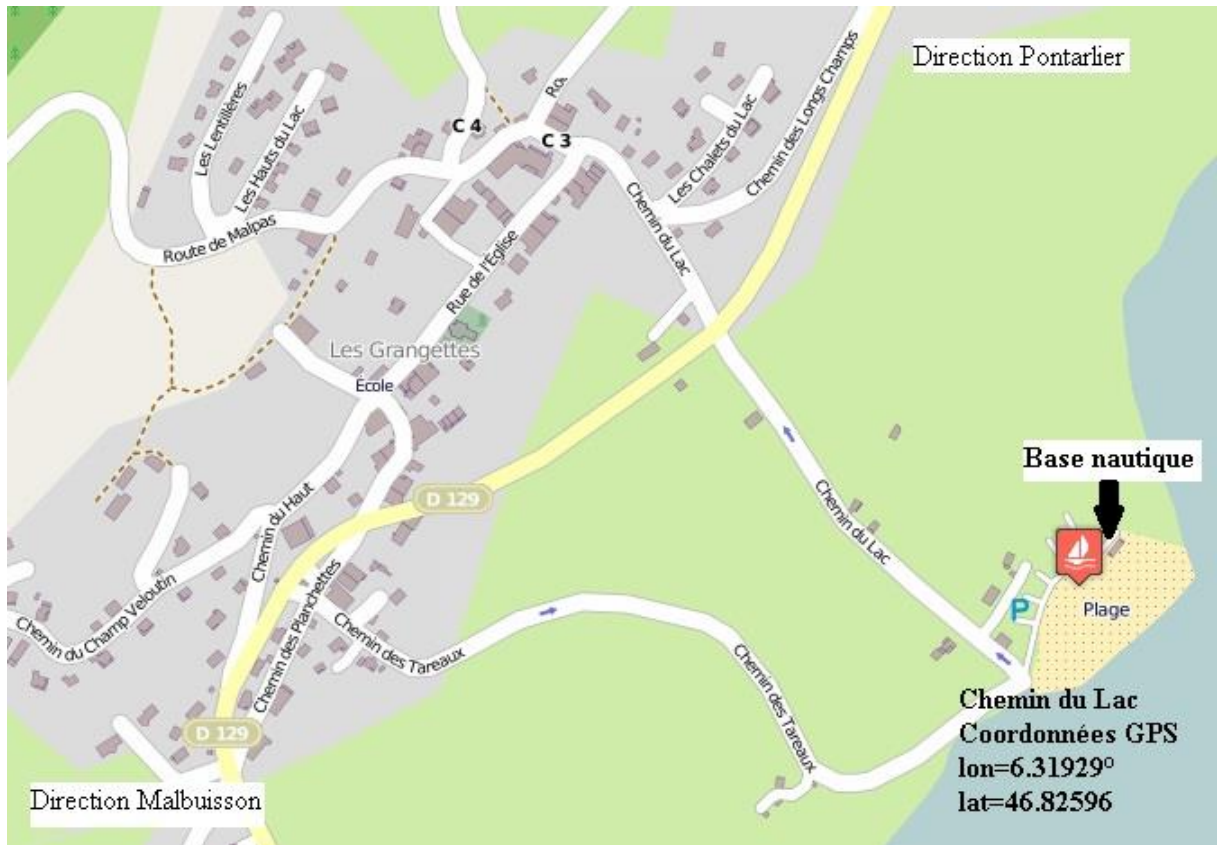 Direction Pontarlier
Les Lentillères
Les Hauts du Lac
Route de Malpas
C 4
C 3
Les Chalets du Lac
Chemin des Longs Champs
Chemin du Lac
Rue de l'Église
Les Grangettes
École
D 129
Chemin du Lac
Base nautique
P
Plage
Chemin du Haut
Chemin du Champ Veloutin
Chemin des Planchettes
Chemin des Tareaux
Chemin des Tareaux
D 129
Direction Malbuisson
Chemin du Lac
Coordonnées GPS
lon=6.31929°
lat=46.82596